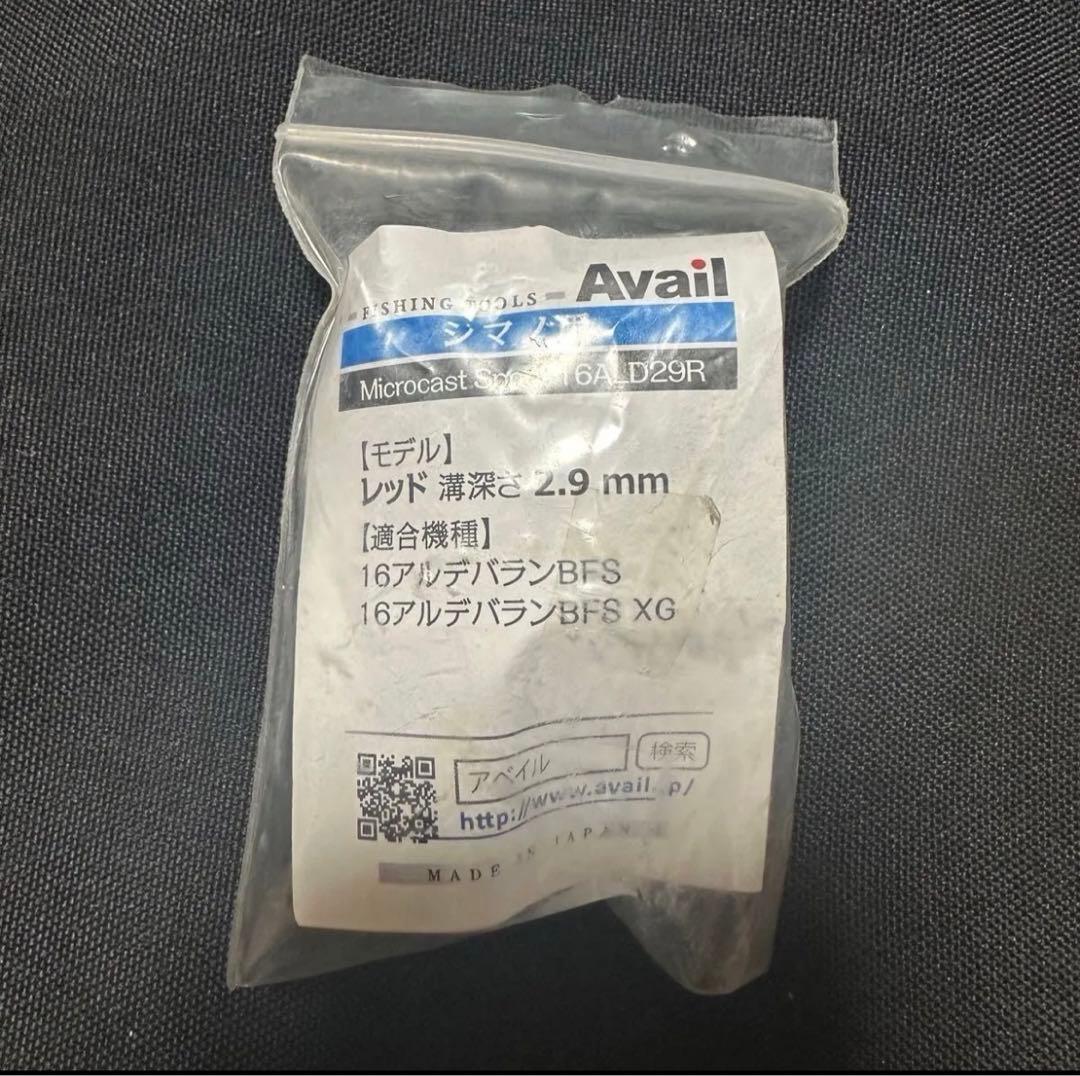 FISHING TOOLS
Avail
シマノ
Microcast 16ALD29R
【モデル】
レッド 溝深さ 2.9 mm
【適合機種】
16アルデバランBFS
16アルデバランBFS XG
アベイル 検索
http://www.avail.jp/
MADE IN JAPAN